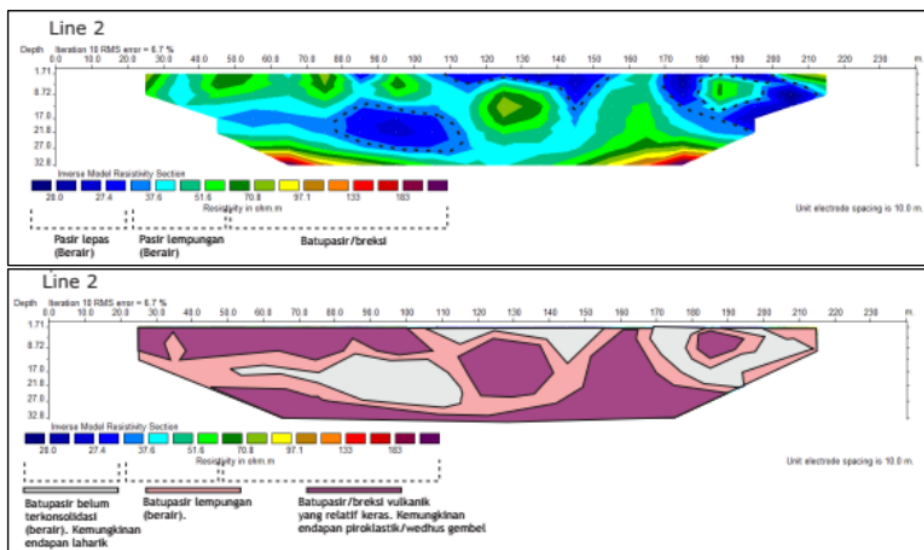 Line 2
Depth Iteration 10 RMS error = 6.7 %
0.0 10.0 20.0 30.0 40.0 50.0 60.0 70.0 80.0 90.0 100 110 120 130 140 150 160 170 180 190 200 210 220 230 m.
1.71
8.72
17.0
21.8
27.0
32.8
Inverse Model Resistivity Section
20.0 27.4 37.6 51.6 70.8 97.1 133 183
Resistivity in ohm.m
Unit electrode spacing is 10.0 m.
Pasir lepas
(Berair)
Pasir lempungan
(Berair)
Batupasir/breksi
Line 2
Depth Iteration 10 RMS error = 6.7 %
0.0 10.0 20.0 30.0 40.0 50.0 60.0 70.0 80.0 90.0 100 110 120 130 140 150 160 170 180 190 200 210 220 230 m.
1.71
8.72
17.0
21.8
27.0
32.8
Inverse Model Resistivity Section
20.0 27.4 37.6 51.6 70.8 97.1 133 183
Resistivity in ohm.m
Unit electrode spacing is 10.0 m.
Batupasir belum
terkonsolidasi
(berair). Kemungkinan
endapan laharik
Batupasir lempungan
(berair).
Batupasir/breksi vulkanik
yang relatif keras. Kemungkinan
endapan piroklastik/wedhus gembel